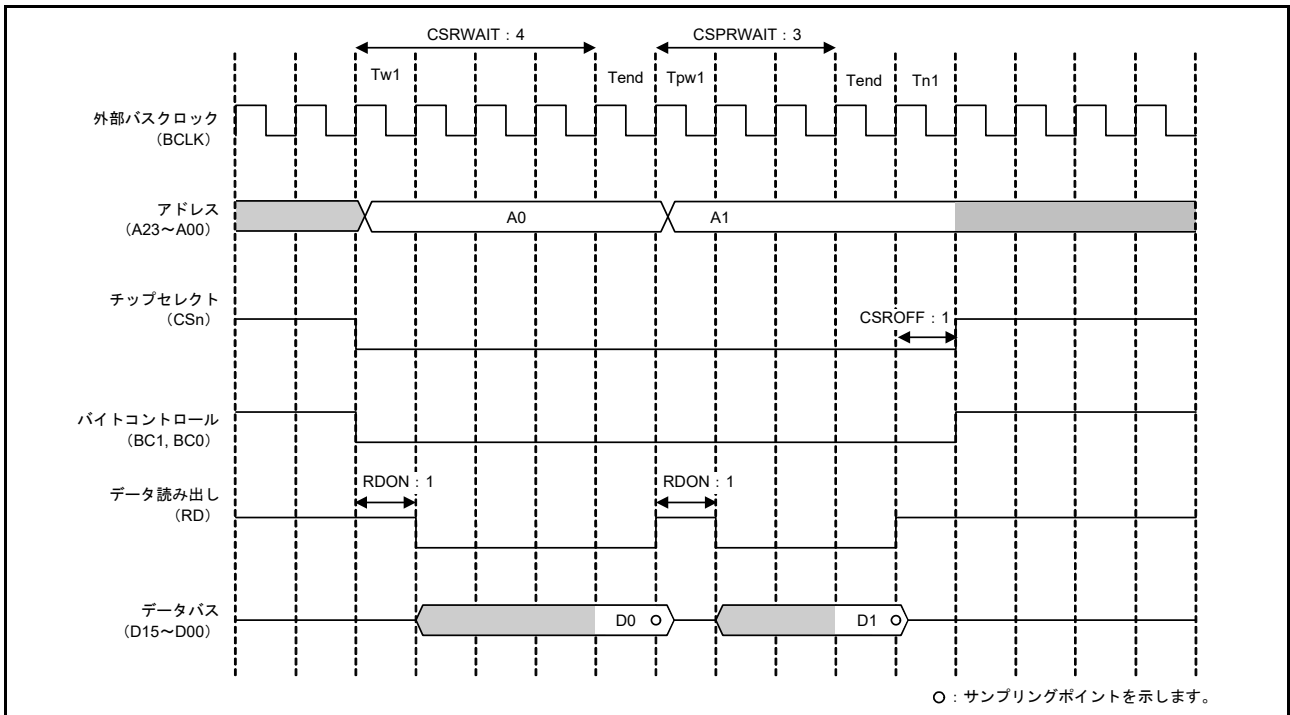 CSRWAIT：4
CSPRWAIT：3
Tw1
Tend
Tpw1
Tend
Tn1
外部バスクロック
（BCLK）
アドレス
（A23～A00）
A0
A1
チップセレクト
（CSn）
CSROFF：1
バイトコントロール
（BC1, BC0）
データ読み出し
（RD）
RDON：1
RDON：1
データバス
（D15～D00）
D0
D1
：サンプリングポイントを示します。